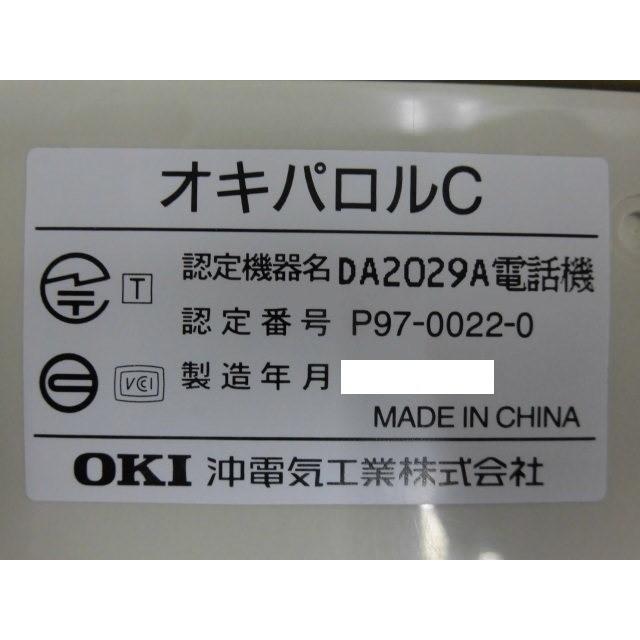 オキパロルC
T 認定機器名 DA2029A電話機
認定番号 P97-0022-0
VCI 製造年月
MADE IN CHINA
OKI 沖電気工業株式会社